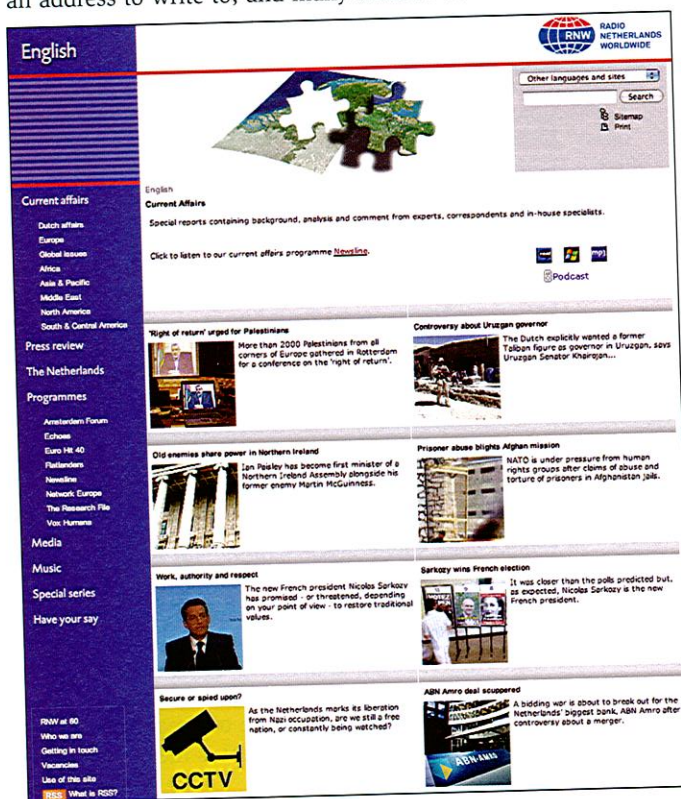 an address to write to, and many
English
RNW
RADIO
NETHERLANDS
WORLDWIDE
Other languages and sites
Search
Sitemap
Print
Current affairs
Dutch affairs
Europe
Global Issues
Africa
Asia & Pacific
Middle East
North America
South & Central America
Press review
The Netherlands
Programmes
Amsterdam Forum
Echoes
Euro Hit 40
Flatlanders
Newsline
Network Europe
The Research File
Vox Humana
Media
Music
Special series
Have your say
RNW at 60
Who we are
Getting in touch
Vacancies
Use of this site
RSS What is RSS?
English
Current Affairs
Special reports containing background, analysis and comment from experts, correspondents and in-house specialists.
Click to listen to our current affairs programme Newsline.
mp3
Podcast
'Right of return' urged for Palestinians
More than 2000 Palestinians from all
corners of Europe gathered in Rotterdam
for a conference on the 'right of return'.
Controversy about Uruzgan governor
The Dutch explicitly wanted a former
Taliban figure as governor in Uruzgan, says
Uruzgan Senator Khairojan...
Old enemies share power in Northern Ireland
Ian Paisley has become first minister of a
Northern Ireland Assembly alongside his
former enemy Martin McGuinness.
Prisoner abuse blights Afghan mission
NATO is under pressure from human
rights groups after claims of abuse and
torture of prisoners in Afghanistan jails.
Work, authority and respect
The new French president Nicolas Sarkozy
has promised - or threatened, depending
on your point of view - to restore traditional
values.
Sarkozy wins French election
It was closer than the polls predicted but,
as expected, Nicolas Sarkozy is the new
French president.
Secure or spied upon?
CCTV
As the Netherlands marks its liberation
from Nazi occupation, are we still a free
nation, or constantly being watched?
ABN Amro deal scuppered
ABN-AMRO
A bidding war is about to break out for the
Netherlands' biggest bank, ABN Amro after
controversy about a merger.